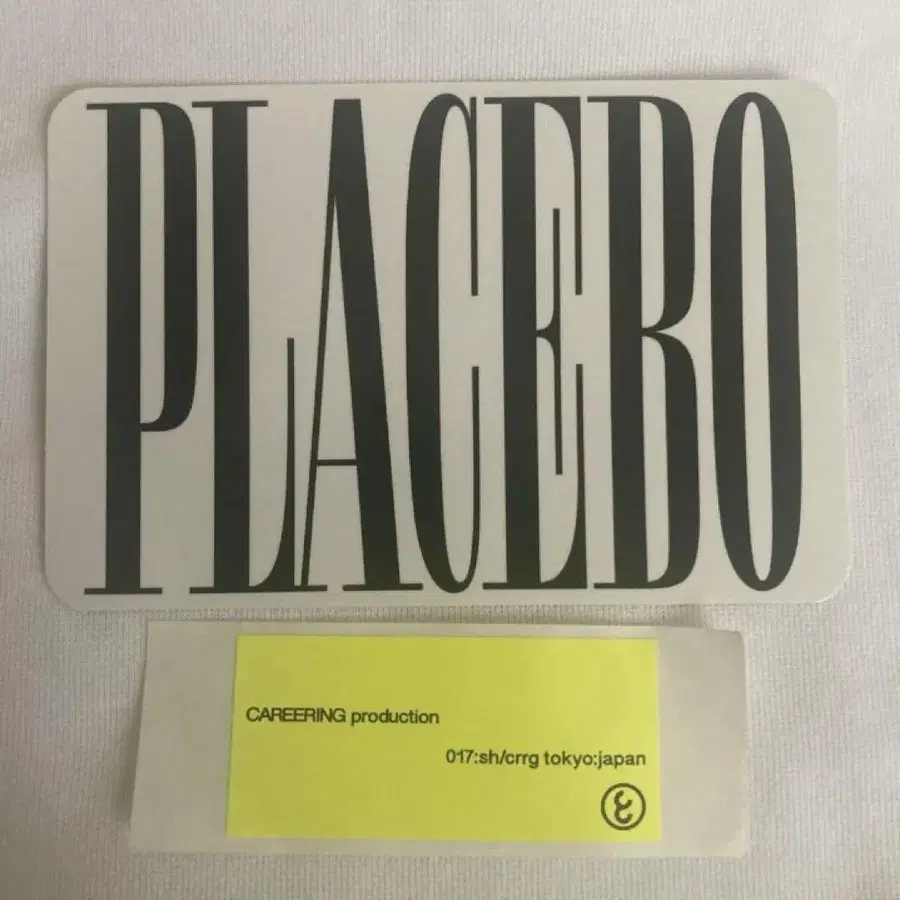 PLACEBO
CAREERING production
017:sh/crrg tokyo:japan